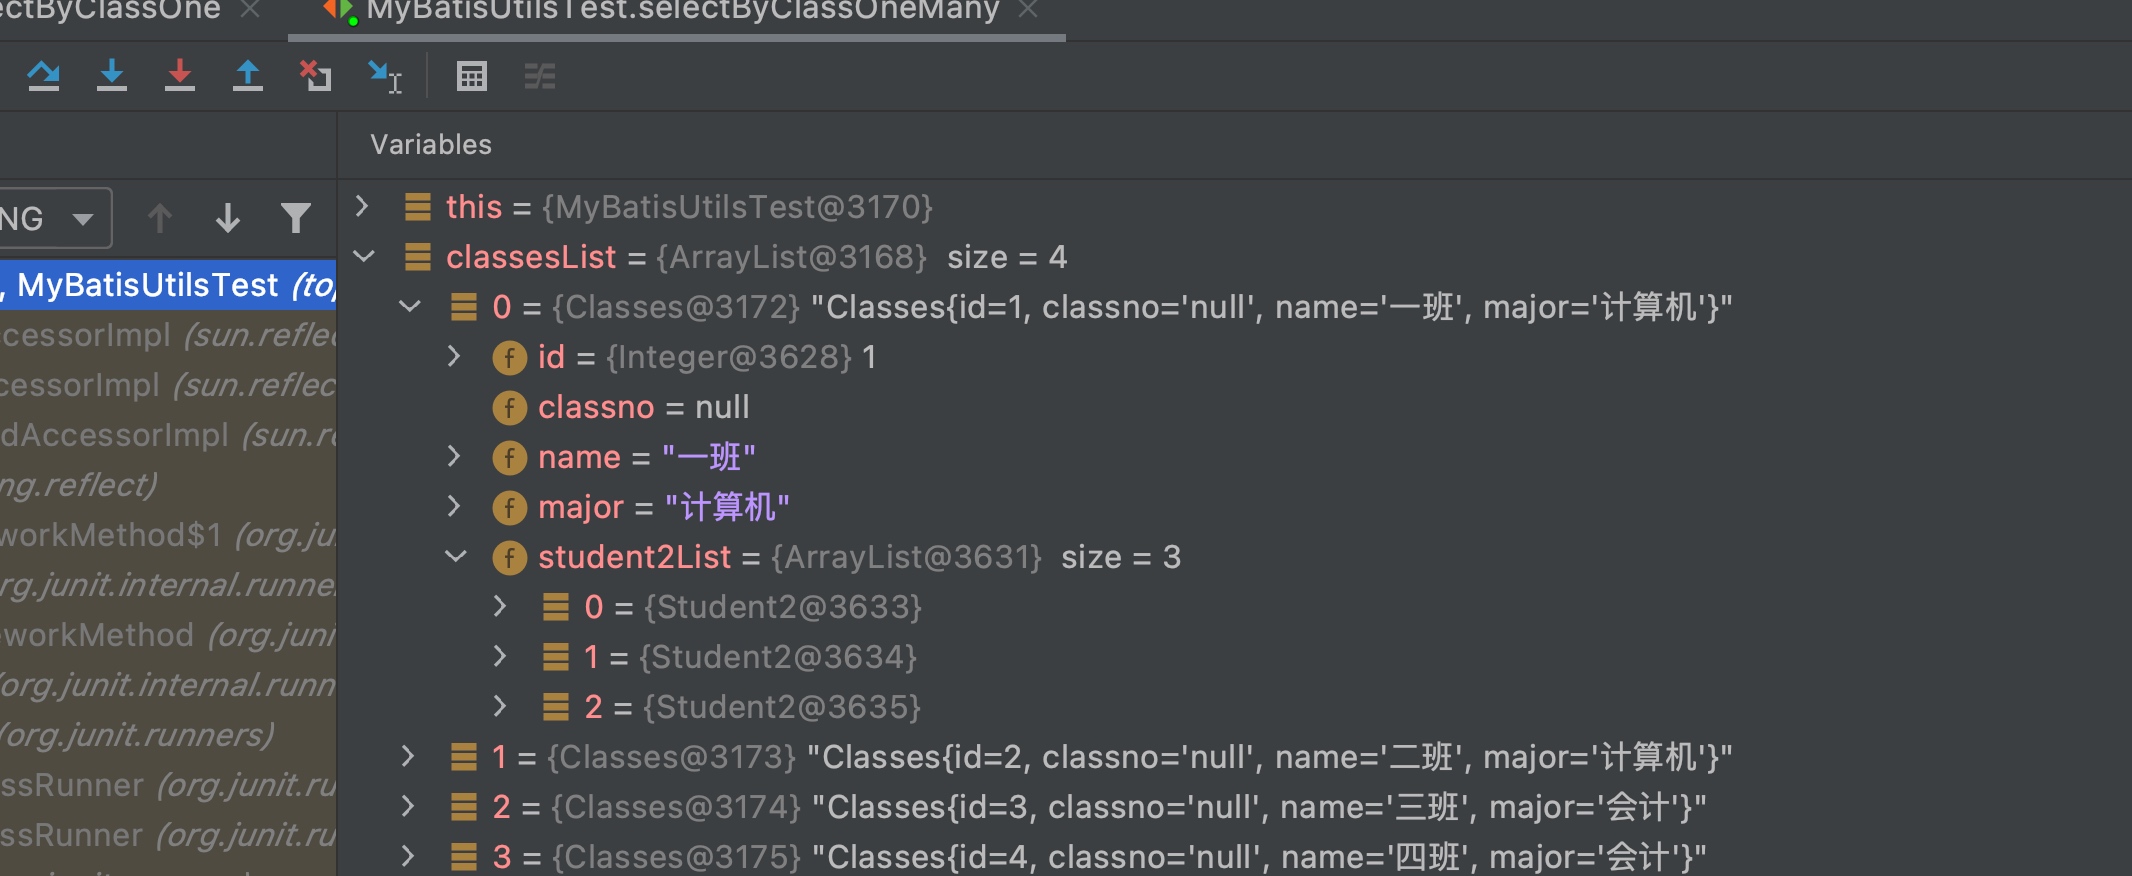 ectByClassOne
MyBatisUtilsTest.selectByClassOneMany
Variables
NG
, MyBatisUtilsTest (top
ccessorImpl (sun.reflec
cessorImpl (sun.reflec
dAccessorImpl (sun.re
ng.reflect)
workMethod$1 (org.ju
rg.junit.internal.runne
workMethod (org.juni
(org.junit.internal.runn
(org.junit.runners)
ssRunner (org.junit.ru
ssRunner (org.junit.ru
this = {MyBatisUtilsTest@3170}
classesList = {ArrayList@3168} size = 4
0 = {Classes@3172} "Classes{id=1, classno='null', name='一班', major='计算机'}"
id = {Integer@3628} 1
classno = null
name = "一班"
major = "计算机"
student2List = {ArrayList@3631} size = 3
0 = {Student2@3633}
1 = {Student2@3634}
2 = {Student2@3635}
1 = {Classes@3173} "Classes{id=2, classno='null', name='二班', major='计算机'}"
2 = {Classes@3174} "Classes{id=3, classno='null', name='三班', major='会计'}"
3 = {Classes@3175} "Classes{id=4, classno='null', name='四班', major='会计'}"